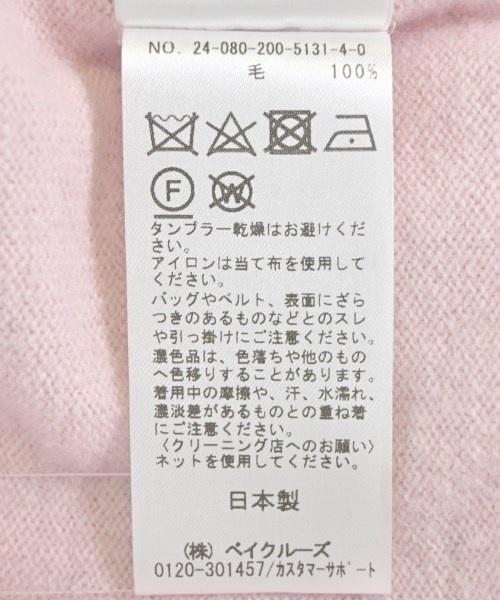 NO. 24-080-200-5131-4-0
毛 100%
F W
タンブラー乾燥はお避けくだ
さい。
アイロンは当て布を使用して
ください。
バッグやベルト、表面にざら
つきのあるものなどとのスレ
や引っ掛けにご注意ください。
濃色品は、色落ちや他のもの
へ色移りすることがあります。
着用中の摩擦や、汗、水濡れ、
濃淡差があるものとの重ね着
にご注意ください。
〈クリーニング店へのお願い〉
ネットを使用してください。
日本製
(株) ベイクルーズ
0120-301457/カスタマーサポート